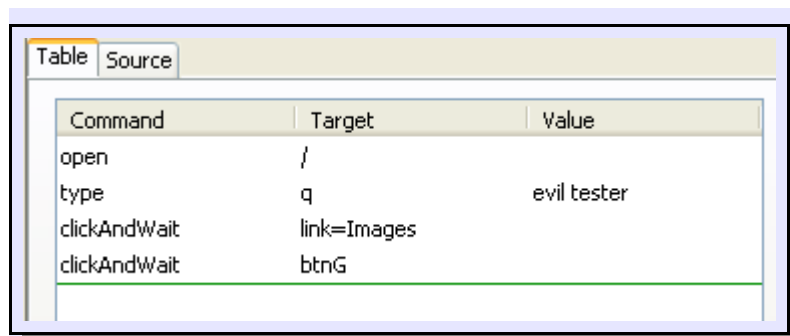 Table Source
Command Target Value
open /
type q evil tester
clickAndWait link=Images
clickAndWait btnG